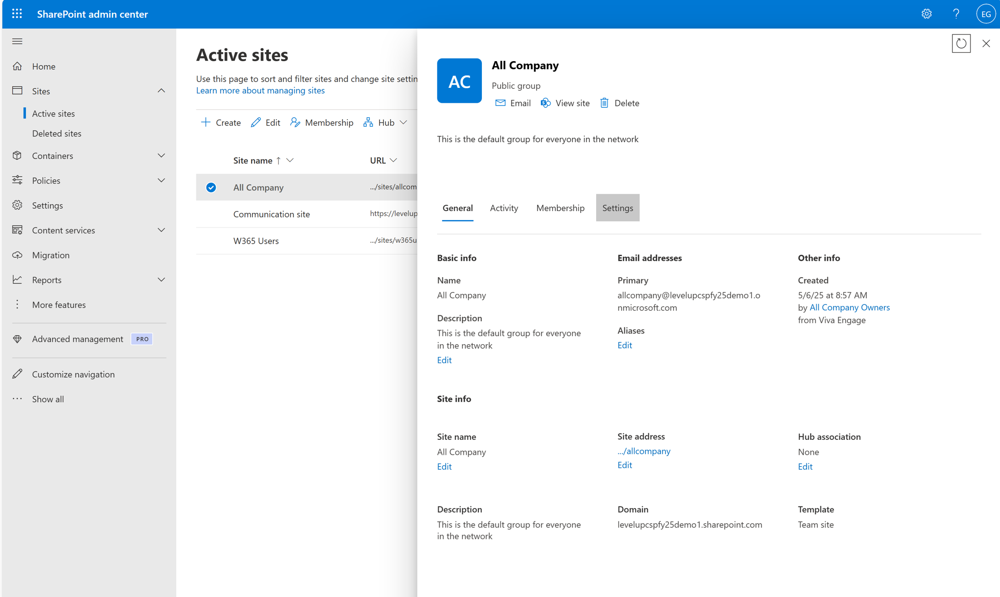 SharePoint admin center
EG
Home
Sites
Active sites
Deleted sites
Containers
Policies
Settings
Content services
Migration
Reports
More features
Advanced management PRO
Customize navigation
Show all
Active sites
Use this page to sort and filter sites and change site settin
Learn more about managing sites
Create Edit Membership Hub
Site name ↑ URL
All Company .../sites/allcom
Communication site https://levelup
W365 Users .../sites/w365u
AC
All Company
Public group
Email View site Delete
This is the default group for everyone in the network
General Activity Membership Settings
Basic info
Name
All Company
Description
This is the default group for everyone
in the network
Edit
Email addresses
Primary
allcompany@levelupcspfy25demo1.o
nmicrosoft.com
Aliases
Edit
Other info
Created
5/6/25 at 8:57 AM
by All Company Owners
from Viva Engage
Site info
Site name
All Company
Edit
Site address
.../allcompany
Edit
Hub association
None
Edit
Description
This is the default group for everyone
in the network
Domain
levelupcspfy25demo1.sharepoint.com
Template
Team site